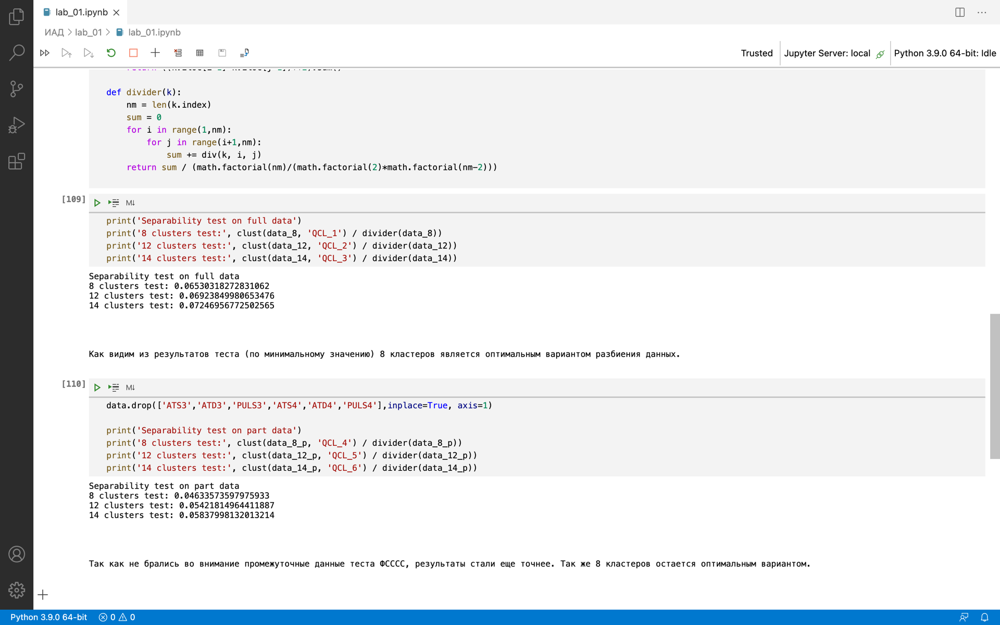 lab_01.ipynb
ИАД > lab_01 > lab_01.ipynb
Trusted
Jupyter Server: local
Python 3.9.0 64-bit: Idle
def divider(k):
nm = len(k.index)
sum = 0
for i in range(1,nm):
for j in range(i+1,nm):
sum += div(k, i, j)
return sum / (math.factorial(nm)/(math.factorial(2)*math.factorial(nm-2)))
[109]
M↓
print('Separability test on full data')
print('8 clusters test:', clust(data_8, 'QCL_1') / divider(data_8))
print('12 clusters test:', clust(data_12, 'QCL_2') / divider(data_12))
print('14 clusters test:', clust(data_14, 'QCL_3') / divider(data_14))
Separability test on full data
8 clusters test: 0.06530318272831062
12 clusters test: 0.06923849980653476
14 clusters test: 0.07246956772502565
Как видим из результатов теста (по минимальному значению) 8 кластеров является оптимальным вариантом разбиения данных.
[110]
M↓
data.drop(['ATS3','ATD3','PULS3','ATS4','ATD4','PULS4'],inplace=True, axis=1)
print('Separability test on part data')
print('8 clusters test:', clust(data_8_p, 'QCL_4') / divider(data_8_p))
print('12 clusters test:', clust(data_12_p, 'QCL_5') / divider(data_12_p))
print('14 clusters test:', clust(data_14_p, 'QCL_6') / divider(data_14_p))
Separability test on part data
8 clusters test: 0.04633573597975933
12 clusters test: 0.05421814964411887
14 clusters test: 0.05837998132013214
Так как не брались во внимание промежуточные данные теста ФСССС, результаты стали еще точнее. Так же 8 кластеров остается оптимальным вариантом.
Python 3.9.0 64-bit
0
0